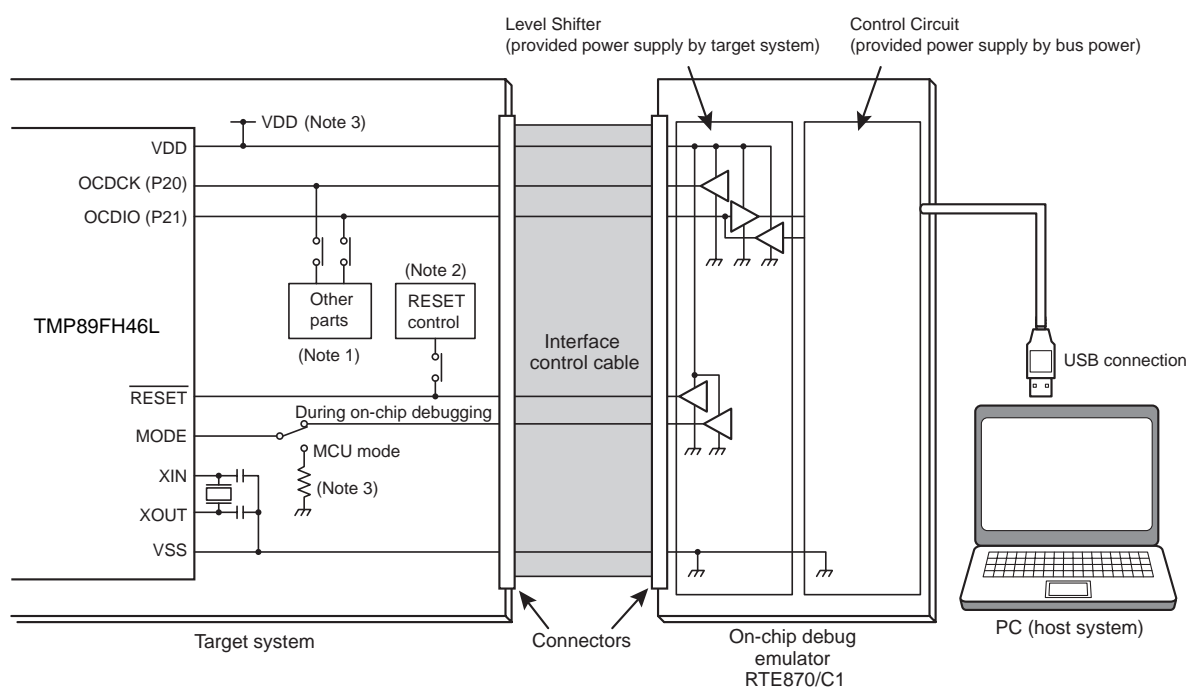 Level Shifter
(provided power supply by target system)
Control Circuit
(provided power supply by bus power)
VDD (Note 3)
VDD
OCDCK (P20)
OCDIO (P21)
(Note 2)
Other
parts
RESET
control
(Note 1)
TMP89FH46L
Interface
control cable
USB connection
RESET
During on-chip debugging
MODE
MCU mode
XIN
(Note 3)
XOUT
VSS
Target system
Connectors
On-chip debug
emulator
RTE870/C1
PC (host system)